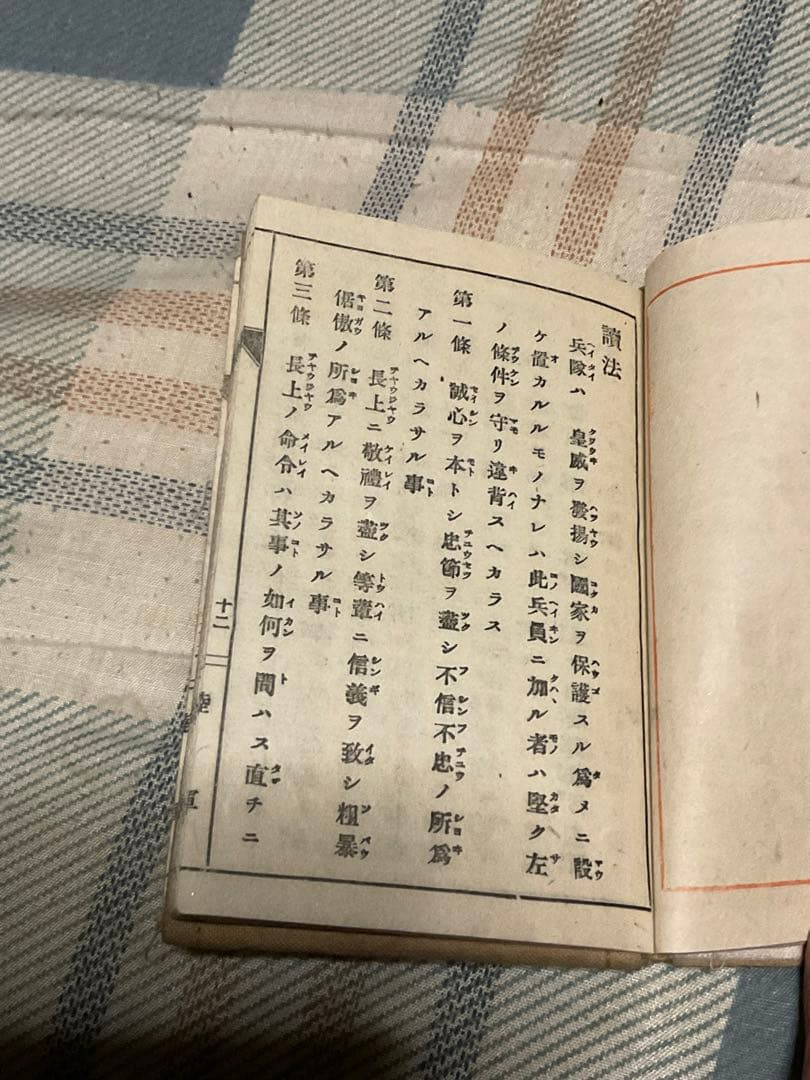 讀法
兵隊ハ 皇威ヲ發揚シ國家ヲ保護スル爲メニ設
ケ置カルルモノナレハ此兵員ニ加ル者ハ堅ク左
ノ條件ヲ守リ違背スヘカラス
第一條 誠心ヲ本トシ忠節ヲ盡シ不信不忠ノ所爲
アルヘカラサル事
第二條 長上ニ敬禮ヲ盡シ等輩ニ信義ヲ致シ粗暴
倨傲ノ所爲アルヘカラサル事
第三條 長上ノ命令ハ其事ノ如何ヲ問ハス直チニ
十二
陸軍